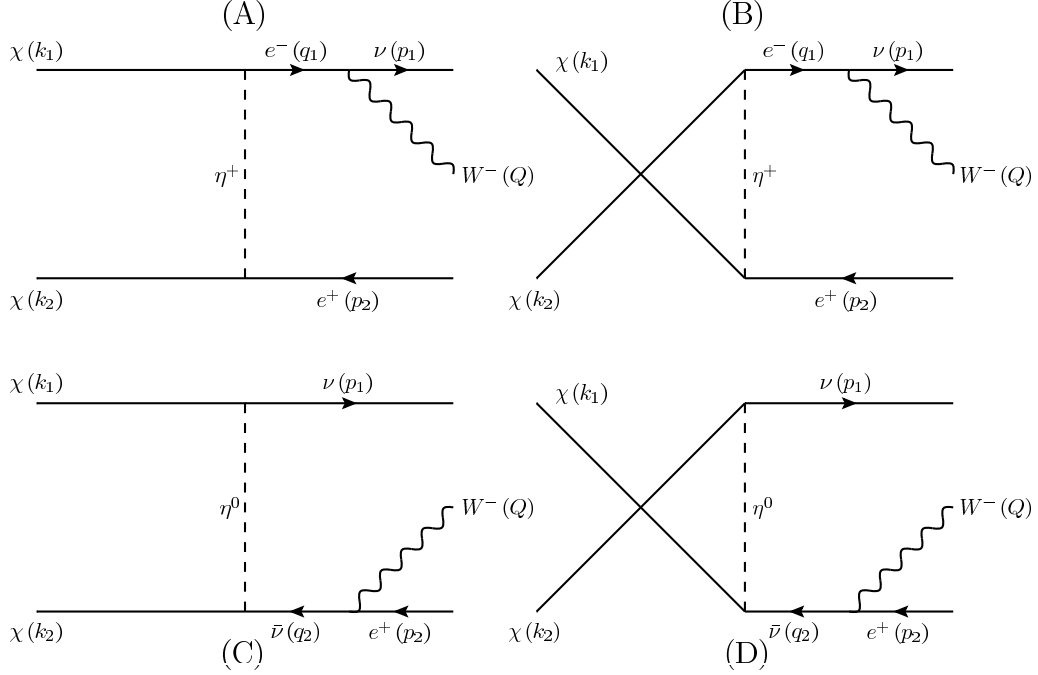 (A) (B)
χ(k₁) e⁻(q₁) ν(p₁) χ(k₁) e⁻(q₁) ν(p₁)
η⁺ W⁻(Q) η⁺ W⁻(Q)
χ(k₂) e⁺(p₂) χ(k₂) e⁺(p₂)
χ(k₁) ν(p₁) χ(k₁) ν(p₁)
η⁰ W⁻(Q) η⁰ W⁻(Q)
χ(k₂) ν̄(q₂) e⁺(p₂) χ(k₂) ν̄(q₂) e⁺(p₂)
(C) (D)